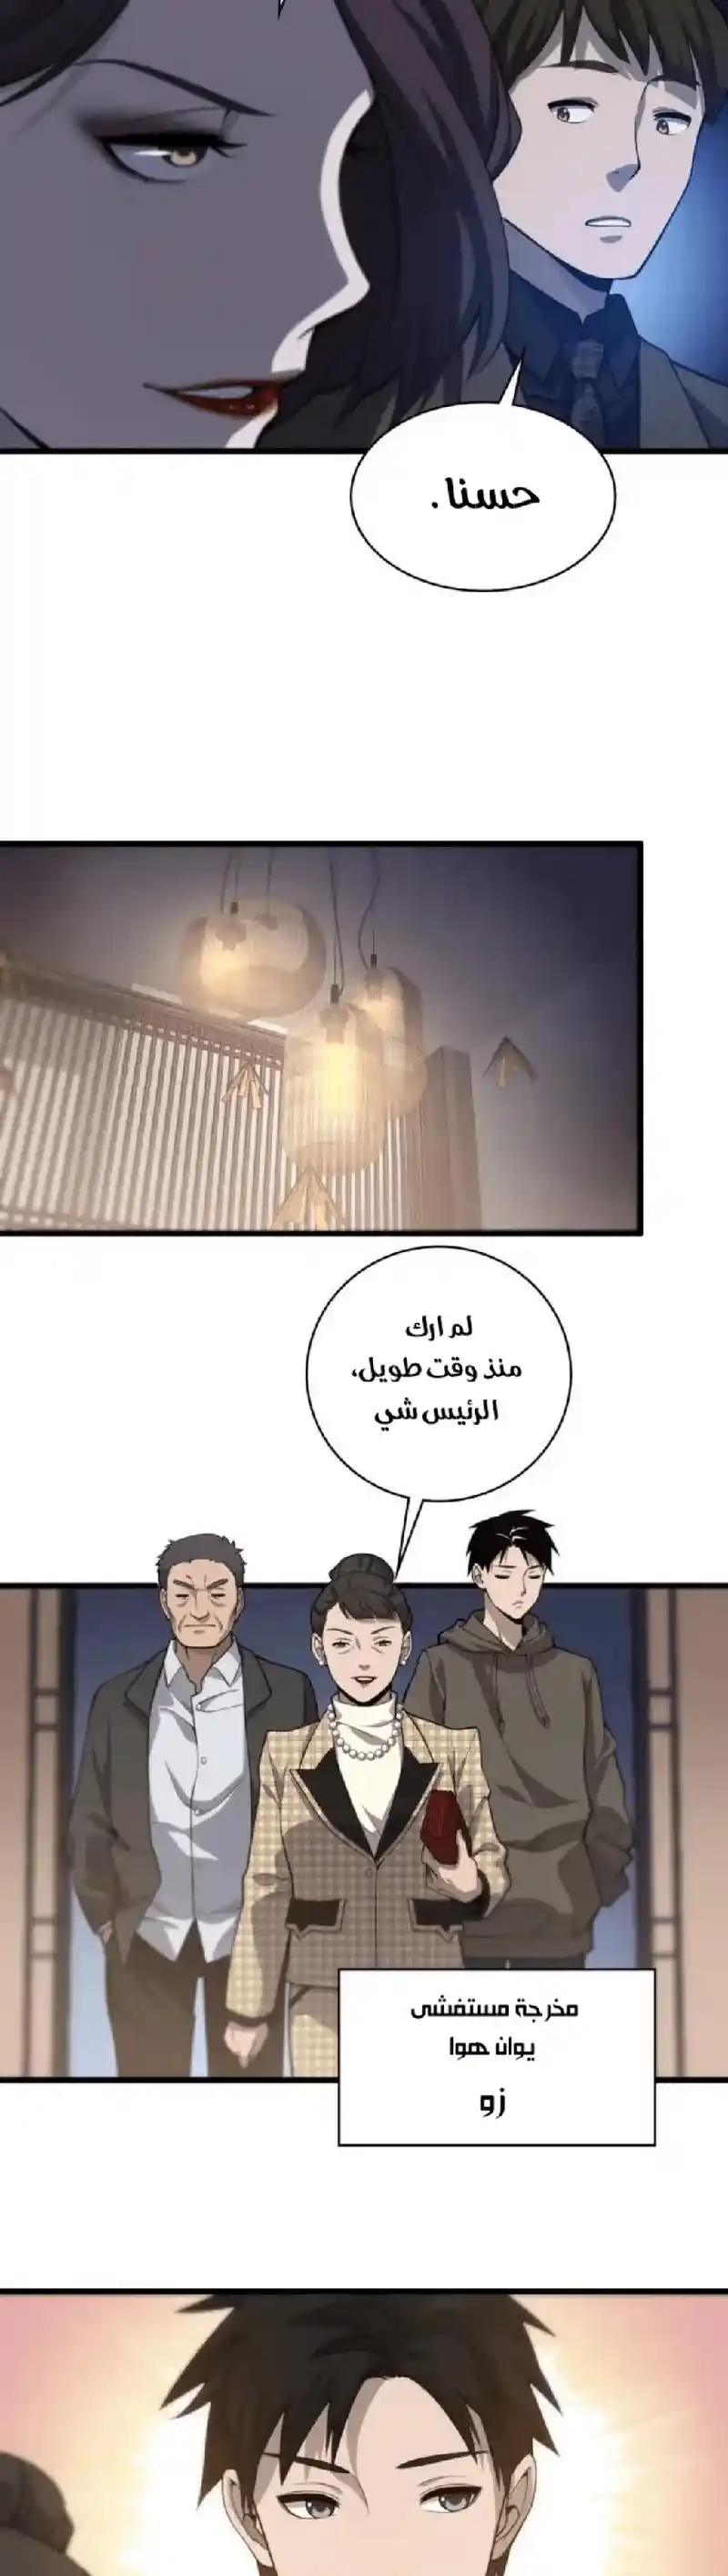 حسنا.
لم ارك
منذ وقت طويل،
الرئيس شي
مخرجة مستفشى
يوان هوا
زو